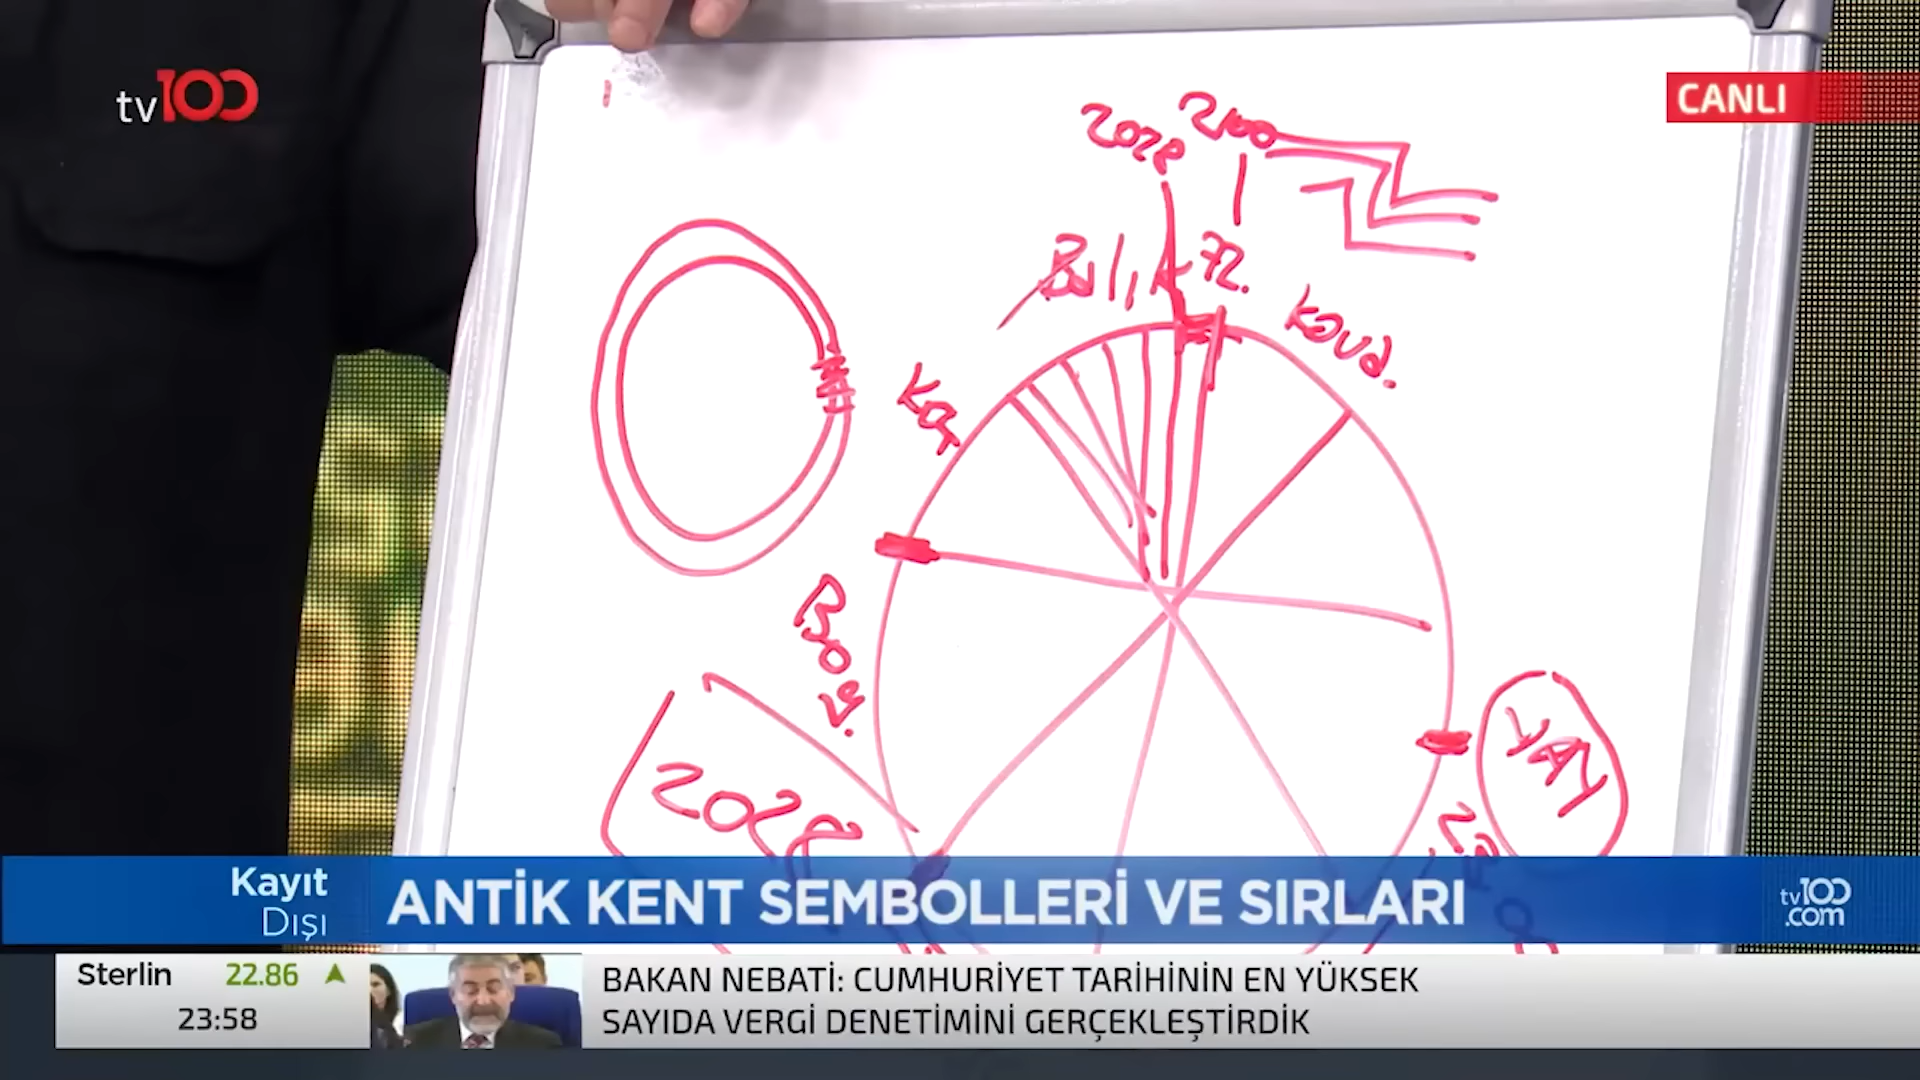 tv100
CANLI
2028 2100
Balık 72.
Kova.
Koç
Boğ.
2028
Kayıt
Dışı
ANTİK KENT SEMBOLLERİ VE SIRLARI
tv100
.com
Sterlin 22.86
23:58
BAKAN NEBATİ: CUMHURİYET TARİHİNİN EN YÜKSEK
SAYIDA VERGİ DENETİMİNİ GERÇEKLEŞTİRDİK